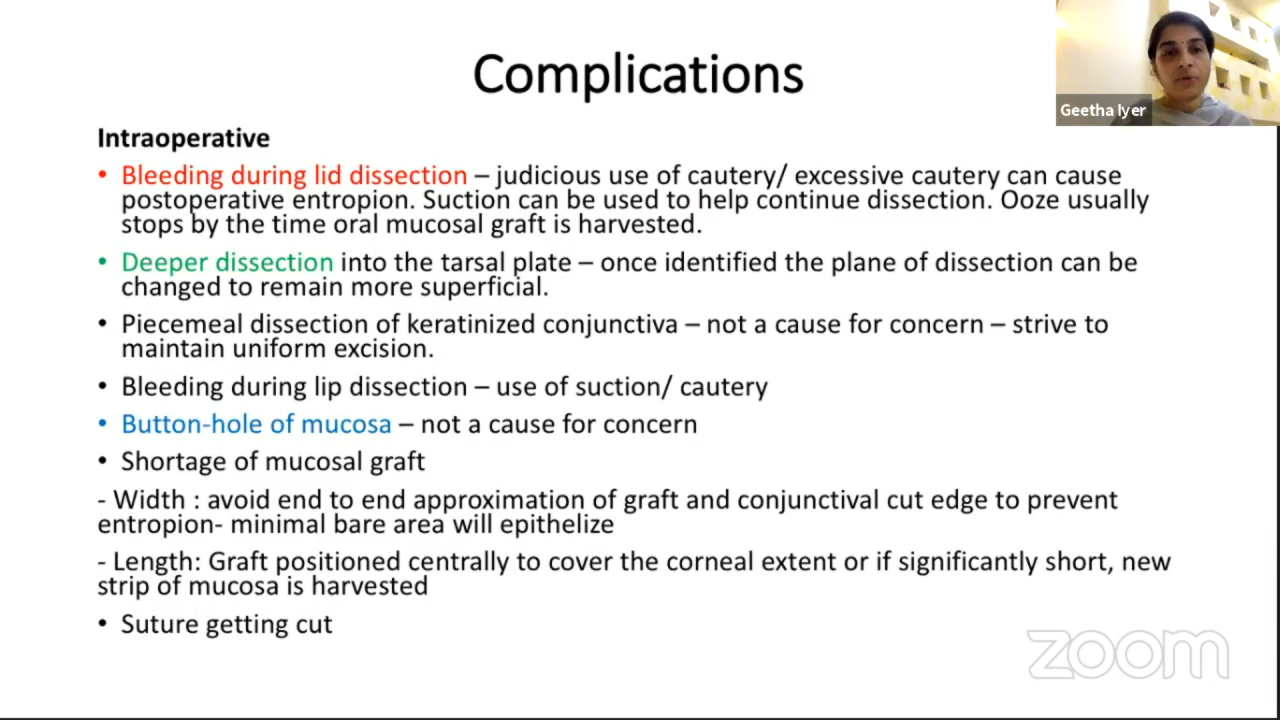 Complications
Geetha Iyer
Intraoperative
• Bleeding during lid dissection – judicious use of cautery/ excessive cautery can cause
postoperative entropion. Suction can be used to help continue dissection. Ooze usually
stops by the time oral mucosal graft is harvested.
• Deeper dissection into the tarsal plate – once identified the plane of dissection can be
changed to remain more superficial.
• Piecemeal dissection of keratinized conjunctiva – not a cause for concern – strive to
maintain uniform excision.
• Bleeding during lip dissection – use of suction/ cautery
• Button-hole of mucosa – not a cause for concern
• Shortage of mucosal graft
- Width : avoid end to end approximation of graft and conjunctival cut edge to prevent
entropion- minimal bare area will epithelize
- Length: Graft positioned centrally to cover the corneal extent or if significantly short, new
strip of mucosa is harvested
• Suture getting cut
zoom